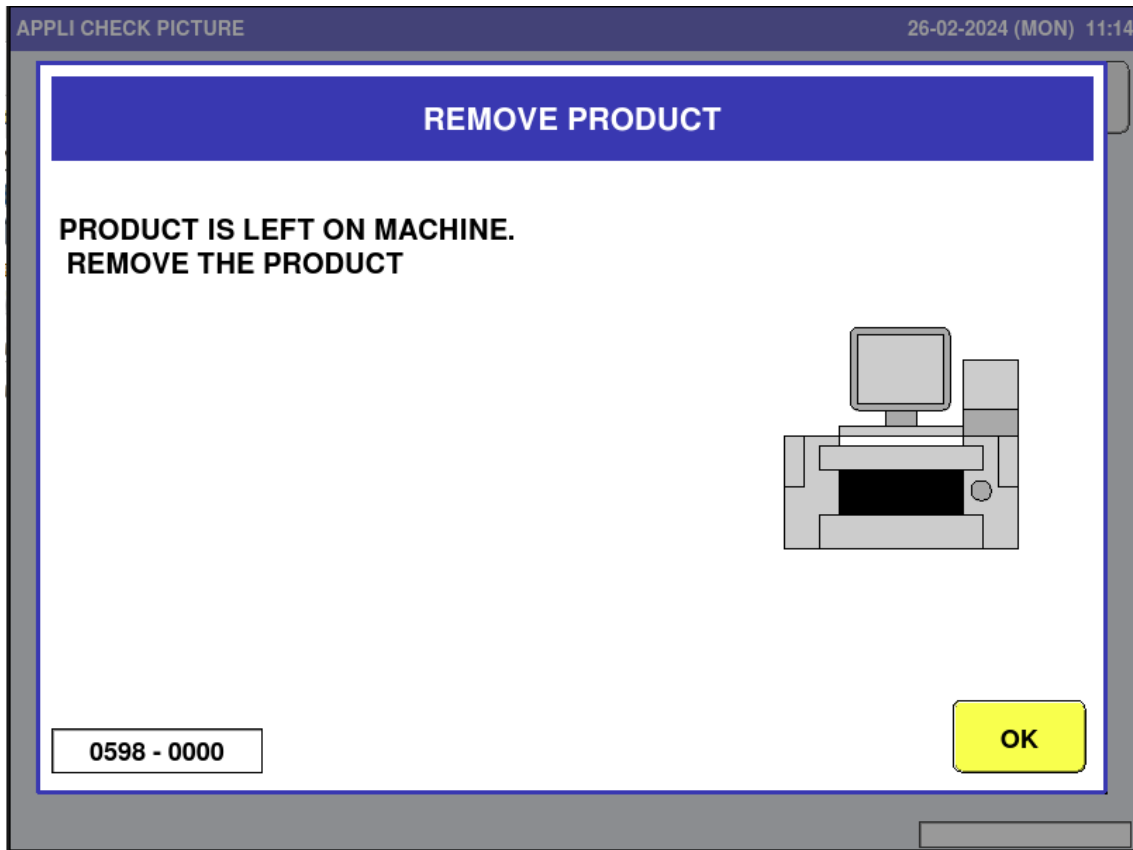 APPLI CHECK PICTURE 26-02-2024 (MON) 11:14
REMOVE PRODUCT
PRODUCT IS LEFT ON MACHINE.
REMOVE THE PRODUCT
0598 - 0000
OK